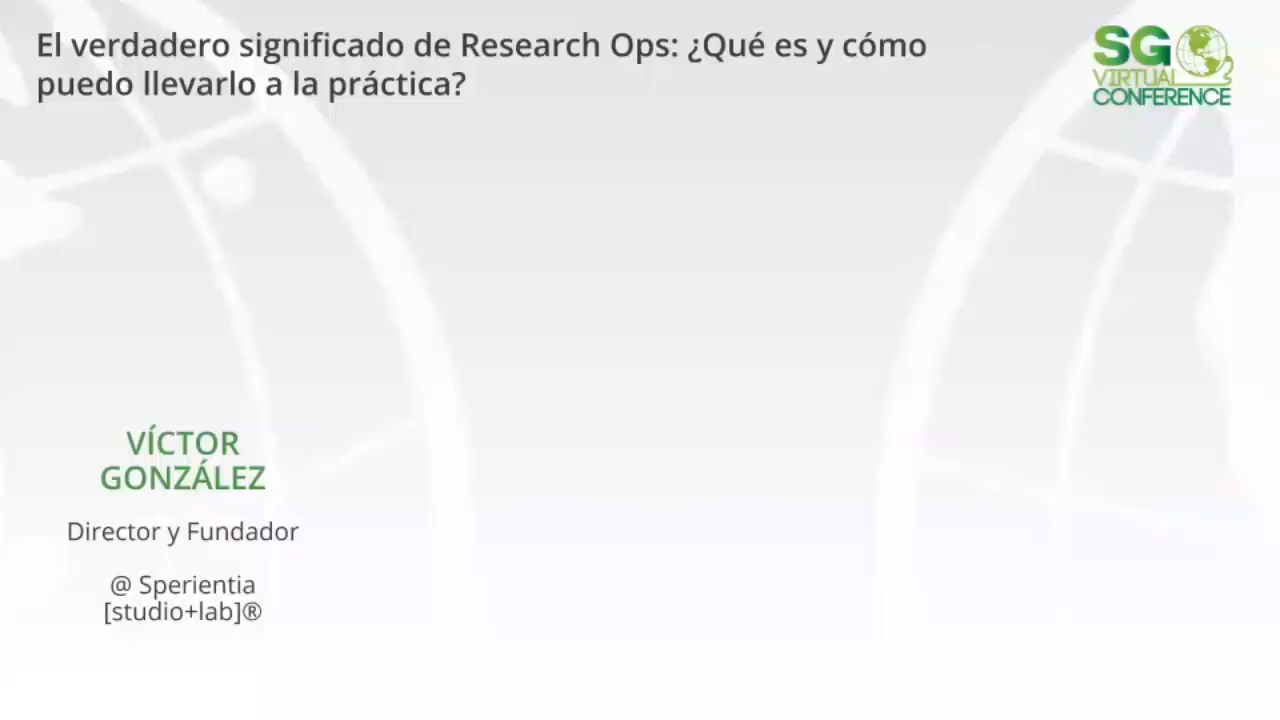 El verdadero significado de Research Ops: ¿Qué es y cómo
puedo llevarlo a la práctica?
SG
VIRTUAL
CONFERENCE
VÍCTOR
GONZÁLEZ
Director y Fundador
@ Sperientia
[studio+lab]®